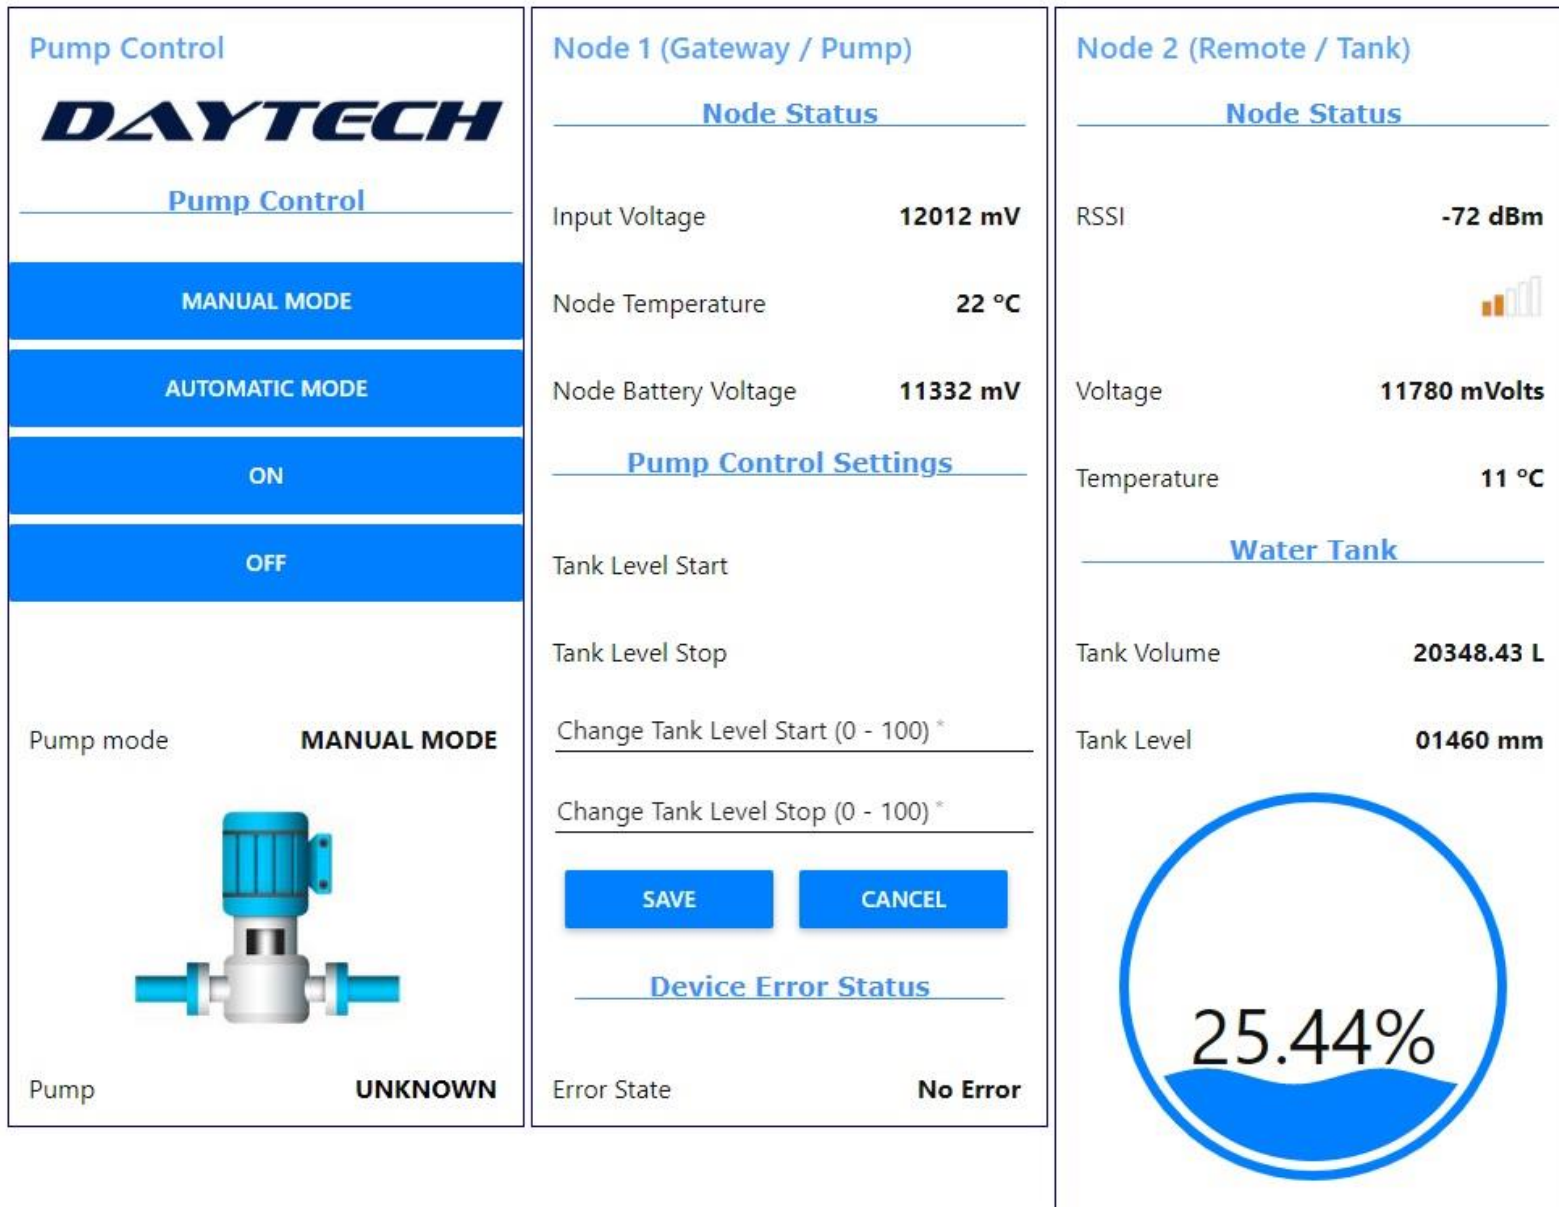 Pump Control
DAYTECH
Pump Control
MANUAL MODE
AUTOMATIC MODE
ON
OFF
Pump mode MANUAL MODE
Pump UNKNOWN
Node 1 (Gateway / Pump)
Node Status
Input Voltage 12012 mV
Node Temperature 22 °C
Node Battery Voltage 11332 mV
Pump Control Settings
Tank Level Start
Tank Level Stop
Change Tank Level Start (0 - 100) *
Change Tank Level Stop (0 - 100) *
SAVE CANCEL
Device Error Status
Error State No Error
Node 2 (Remote / Tank)
Node Status
RSSI -72 dBm
Voltage 11780 mVolts
Temperature 11 °C
Water Tank
Tank Volume 20348.43 L
Tank Level 01460 mm
25.44%